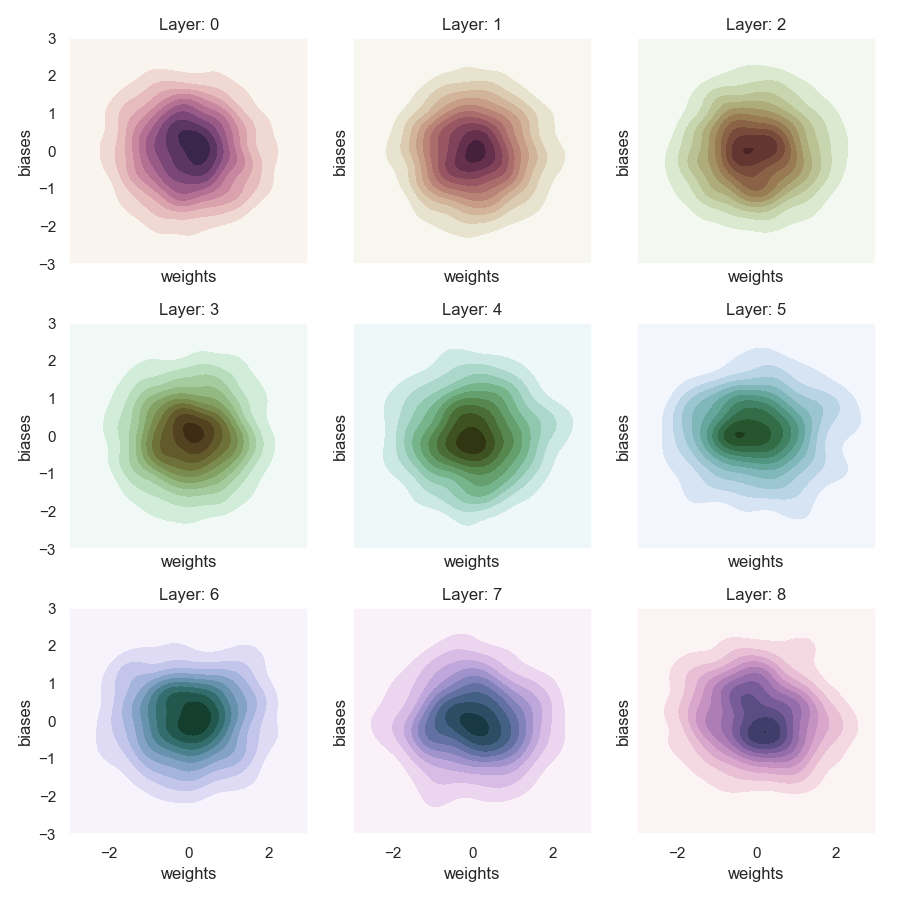 Layer: 0 Layer: 1 Layer: 2
3
2
1
0
−1
−2
−3
biases biases biases
weights weights weights
Layer: 3 Layer: 4 Layer: 5
3
2
1
0
−1
−2
−3
biases biases biases
weights weights weights
Layer: 6 Layer: 7 Layer: 8
3
2
1
0
−1
−2
−3
biases biases biases
−2 0 2 −2 0 2 −2 0 2
weights weights weights